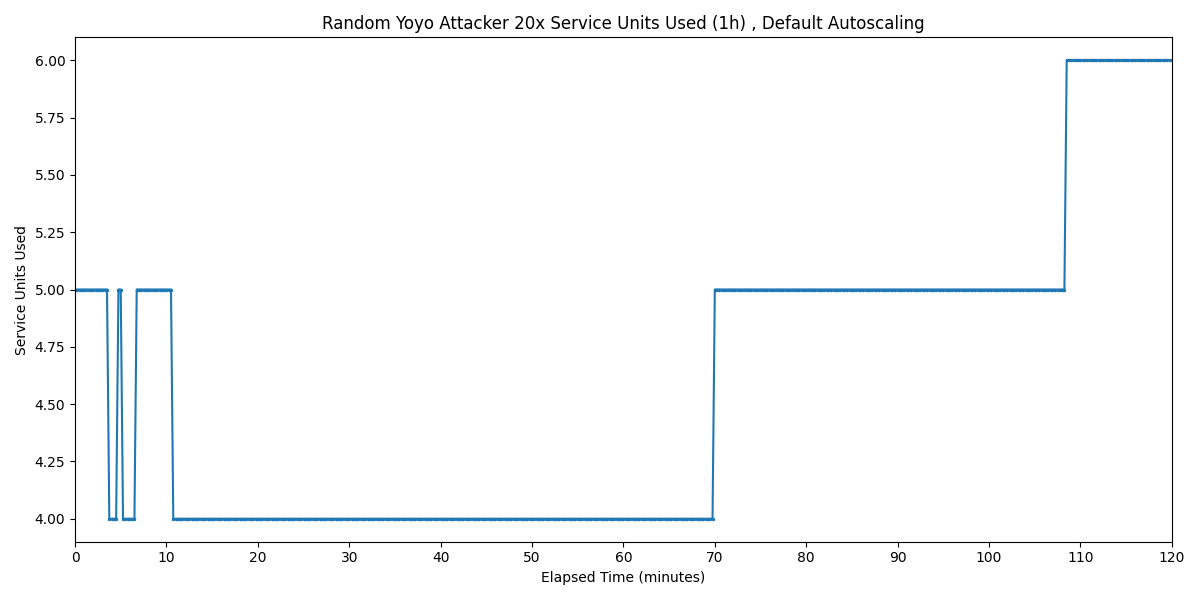 Random Yoyo Attacker 20x Service Units Used (1h) , Default Autoscaling
Service Units Used
6.00
5.75
5.50
5.25
5.00
4.75
4.50
4.25
4.00
0 10 20 30 40 50 60 70 80 90 100 110 120
Elapsed Time (minutes)